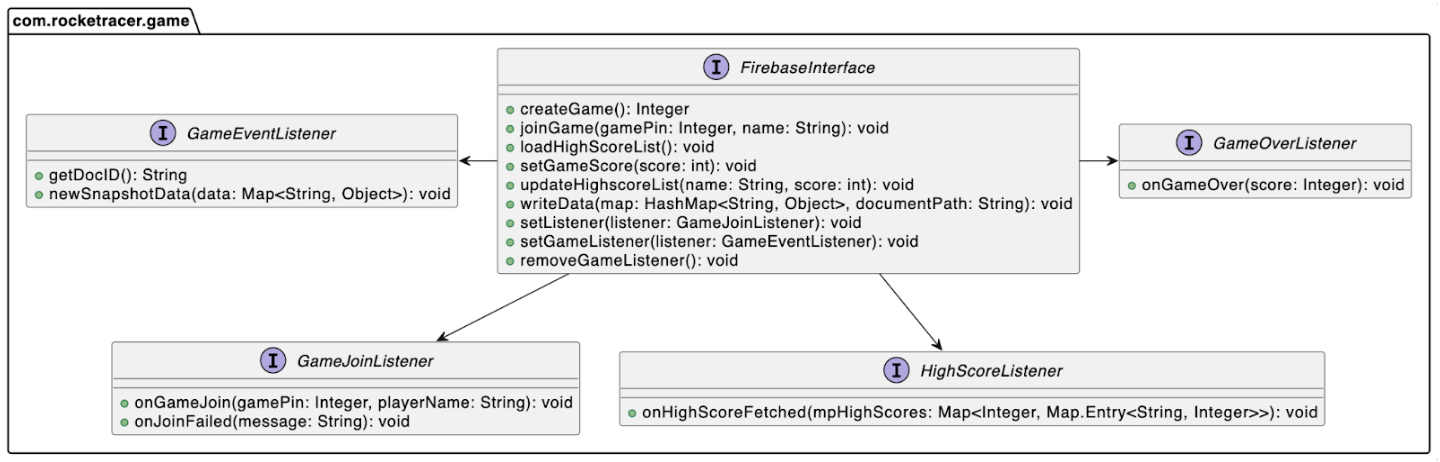 com.rocketracer.game
I FirebaseInterface
createGame(): Integer
joinGame(gamePin: Integer, name: String): void
loadHighScoreList(): void
setGameScore(score: int): void
updateHighscoreList(name: String, score: int): void
writeData(map: HashMap<String, Object>, documentPath: String): void
setListener(listener: GameJoinListener): void
setGameListener(listener: GameEventListener): void
removeGameListener(): void
I GameEventListener
getDocID(): String
newSnapshotData(data: Map<String, Object>): void
I GameOverListener
onGameOver(score: Integer): void
I GameJoinListener
onGameJoin(gamePin: Integer, playerName: String): void
onJoinFailed(message: String): void
I HighScoreListener
onHighScoreFetched(mpHighScores: Map<Integer, Map.Entry<String, Integer>>): void